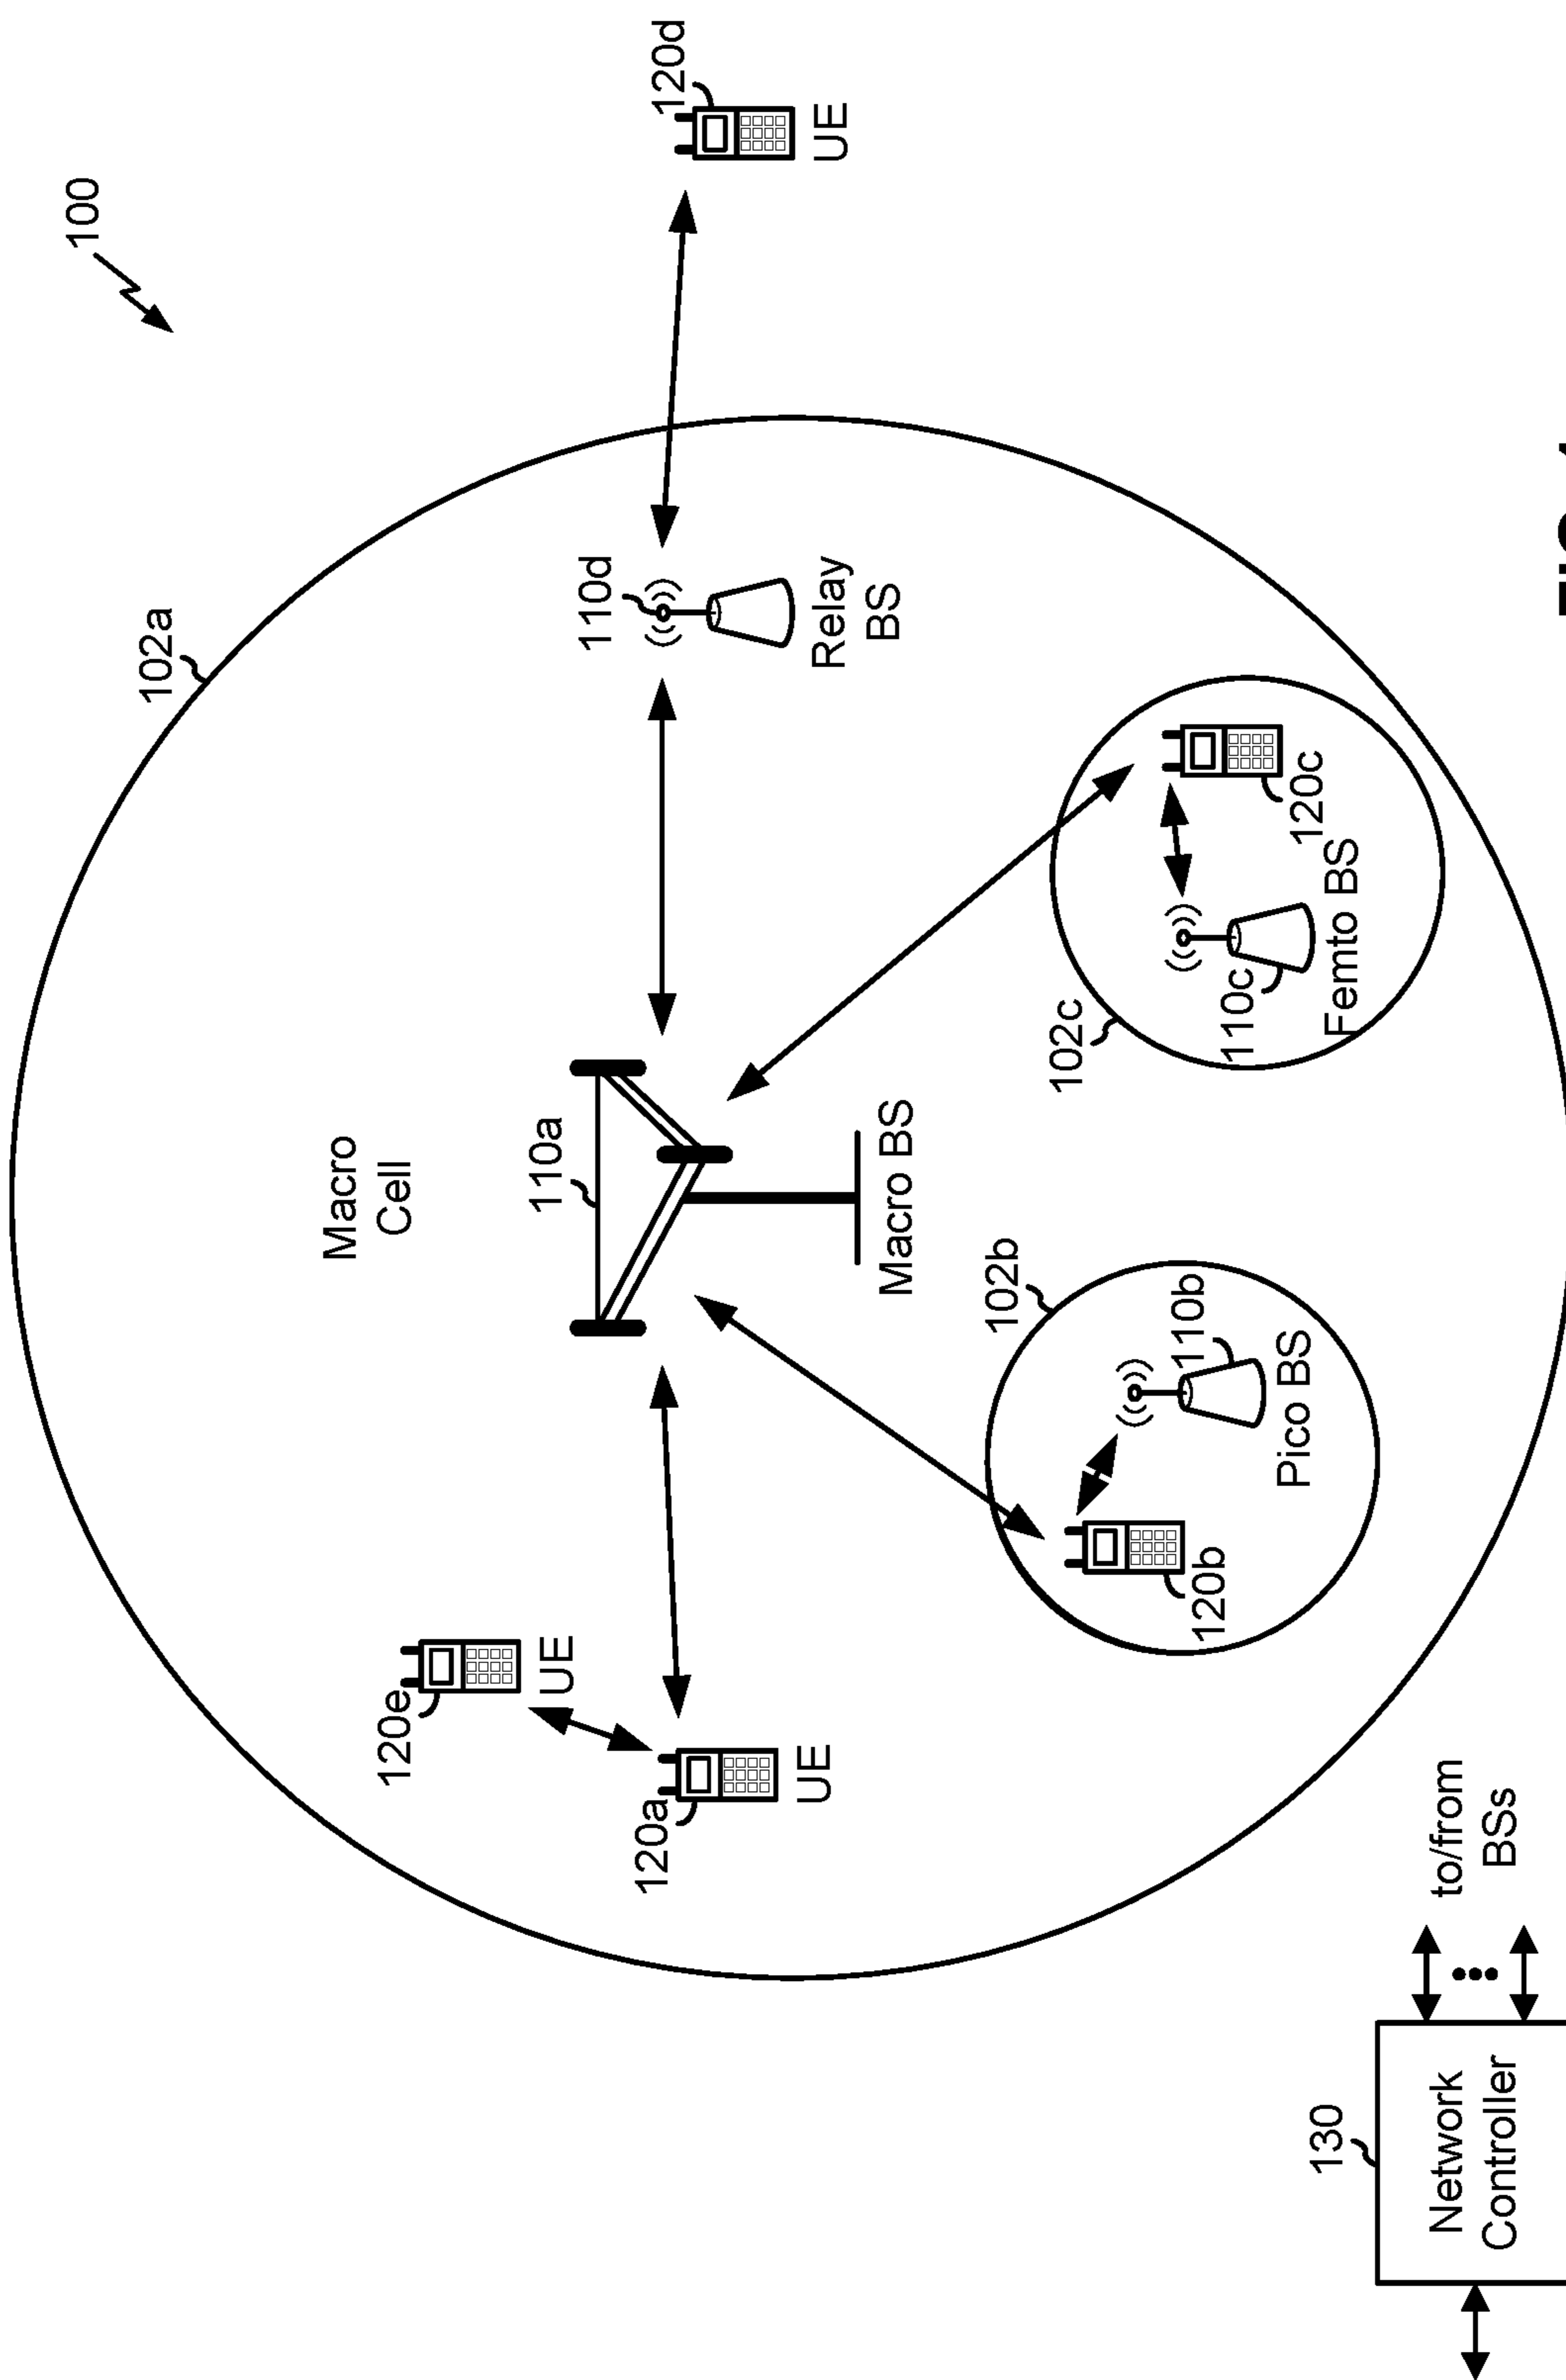 100
102a
Macro
Cell
110a
Macro BS
110d
Relay
BS
120d
UE
120e
UE
120a
UE
102b
110b
Pico BS
120b
102c
110c
Femto BS
120c
130
Network
Controller
to/from
BSs